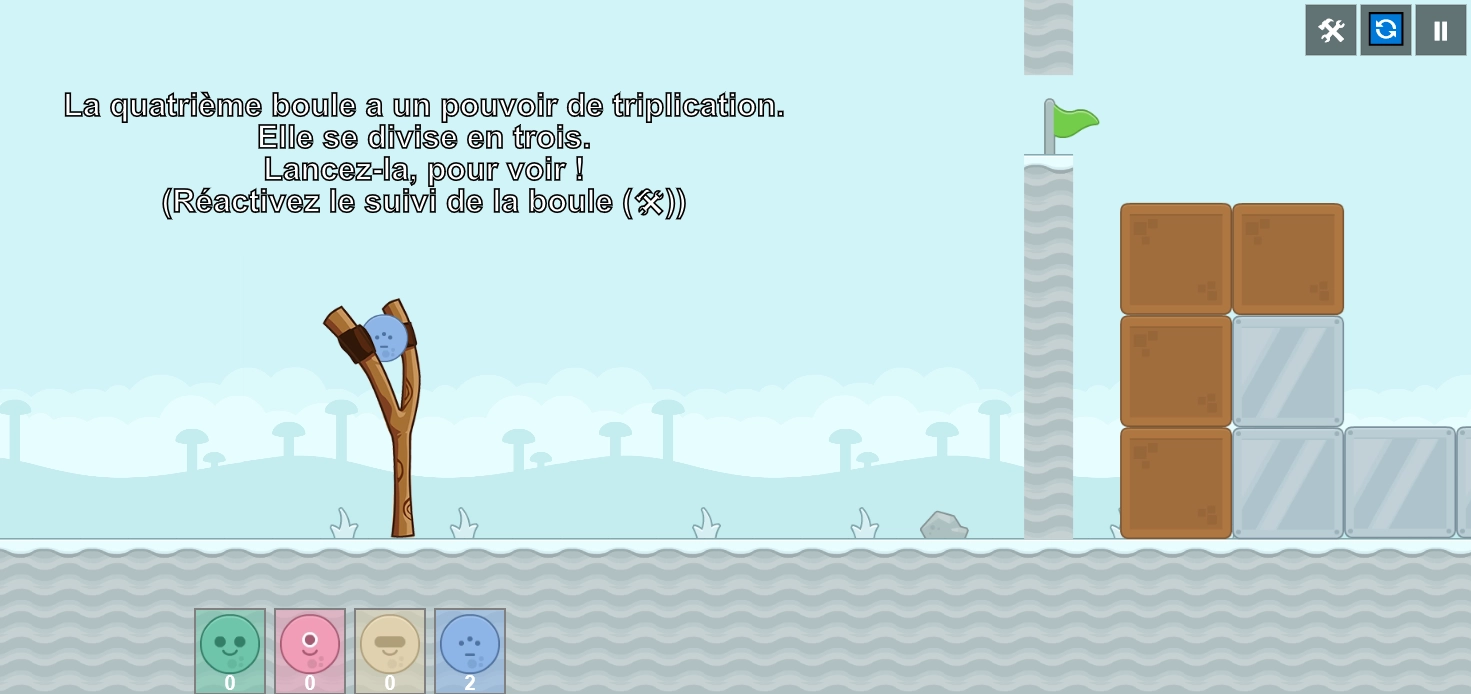 La quatrième boule a un pouvoir de triplication.
Elle se divise en trois.
Lancez-la, pour voir !
(Réactivez le suivi de la boule (🛠))
0 0 0 2